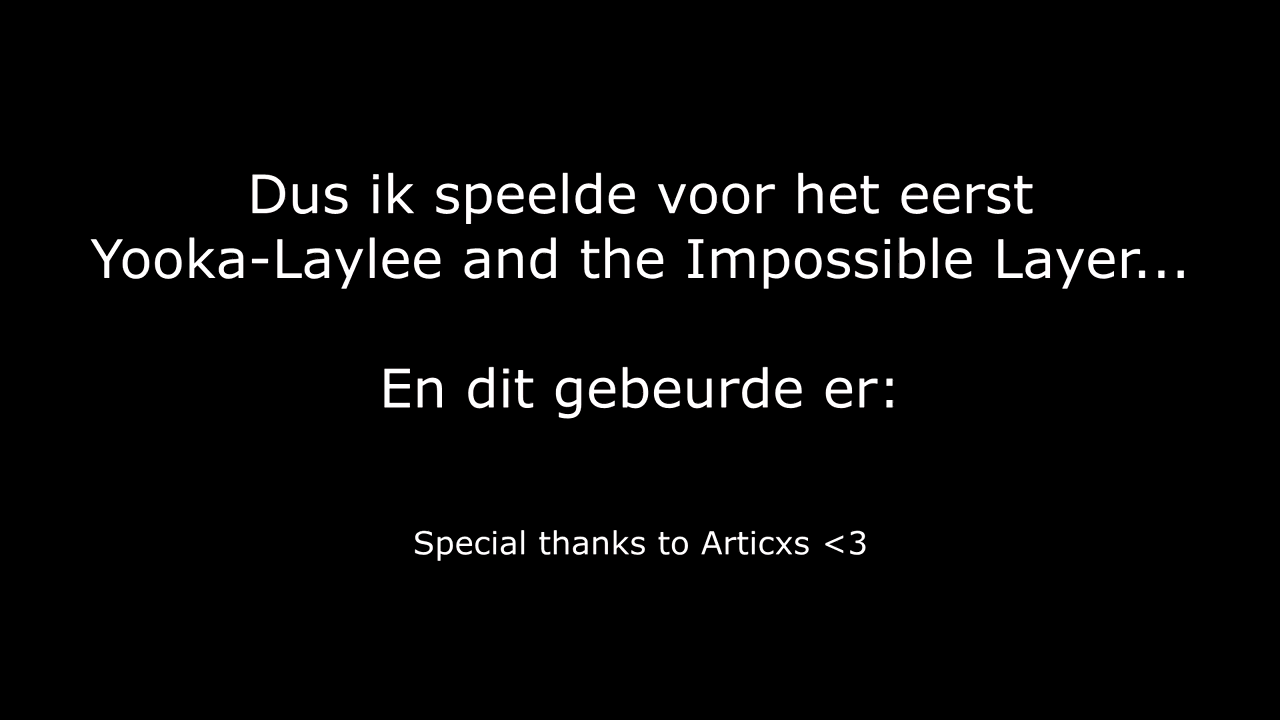 Dus ik speelde voor het eerst
Yooka-Laylee and the Impossible Layer...
En dit gebeurde er:
Special thanks to Articxs <3